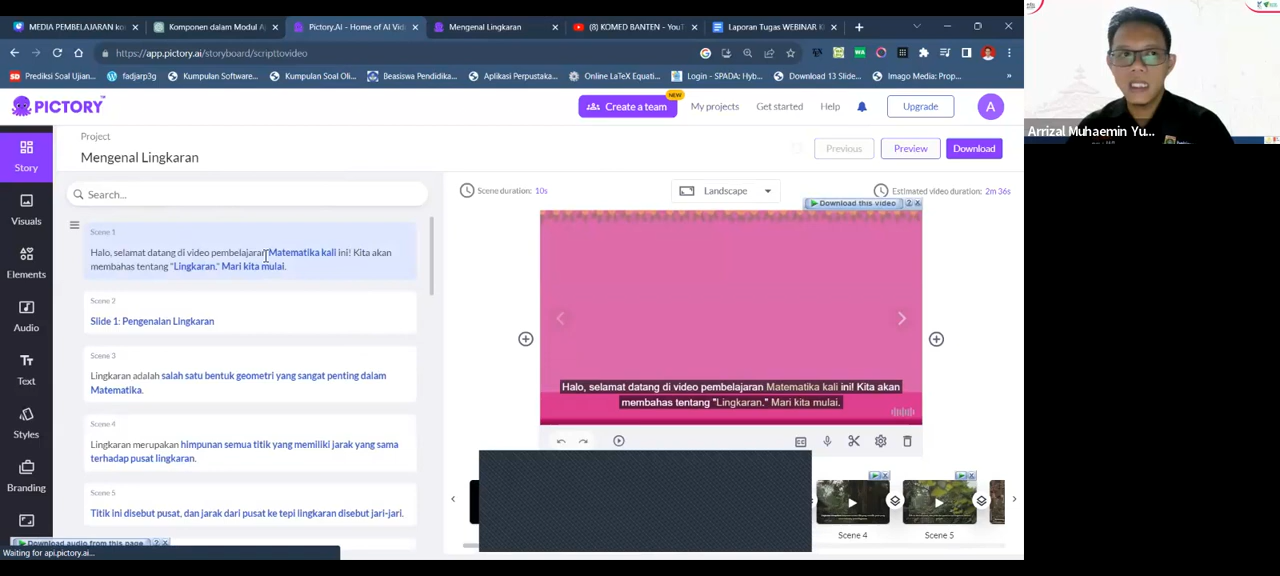 MEDIA PEMBELAJARAN ko
Komponen dalam Modul Aj
Pictory.AI - Home of AI Vide
Mengenal Lingkaran
(8) KOMED BANTEN - YouT
Laporan Tugas WEBINAR K
https://app.pictory.ai/storyboard/scripttovideo
Prediksi Soal Ujian...
fadjarp3g
Kumpulan Software...
Kumpulan Soal Oli...
Beasiswa Pendidika...
Aplikasi Perpustaka...
Online LaTeX Equati...
Login - SPADA: Hyb...
Download 13 Slide...
Imago Media: Prop...
PICTORY
Create a team
NEW
My projects
Get started
Help
Upgrade
A
Project
Mengenal Lingkaran
Previous
Preview
Download
Story
Visuals
Elements
Audio
Text
Styles
Branding
Search...
Scene 1
Halo, selamat datang di video pembelajaran Matematika kali ini! Kita akan
membahas tentang "Lingkaran." Mari kita mulai.
Scene 2
Slide 1: Pengenalan Lingkaran
Scene 3
Lingkaran adalah salah satu bentuk geometri yang sangat penting dalam
Matematika.
Scene 4
Lingkaran merupakan himpunan semua titik yang memiliki jarak yang sama
terhadap pusat lingkaran.
Scene 5
Titik ini disebut pusat, dan jarak dari pusat ke tepi lingkaran disebut jari-jari.
Scene duration: 10s
Landscape
Estimated video duration: 2m 36s
Download this video
Halo, selamat datang di video pembelajaran Matematika kali ini! Kita akan
membahas tentang "Lingkaran." Mari kita mulai.
Scene 4
Scene 5
Download audio from this page
Waiting for api.pictory.ai...
Arrizal Muhaemin Yu...